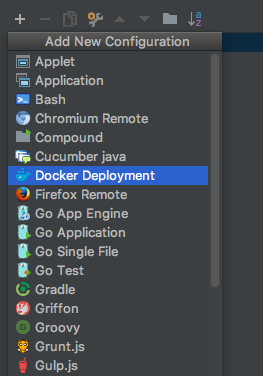 Add New Configuration
Applet
Application
Bash
Chromium Remote
Compound
Cucumber java
Docker Deployment
Firefox Remote
Go App Engine
Go Application
Go Single File
Go Test
Gradle
Griffon
Groovy
Grunt.js
Gulp.js